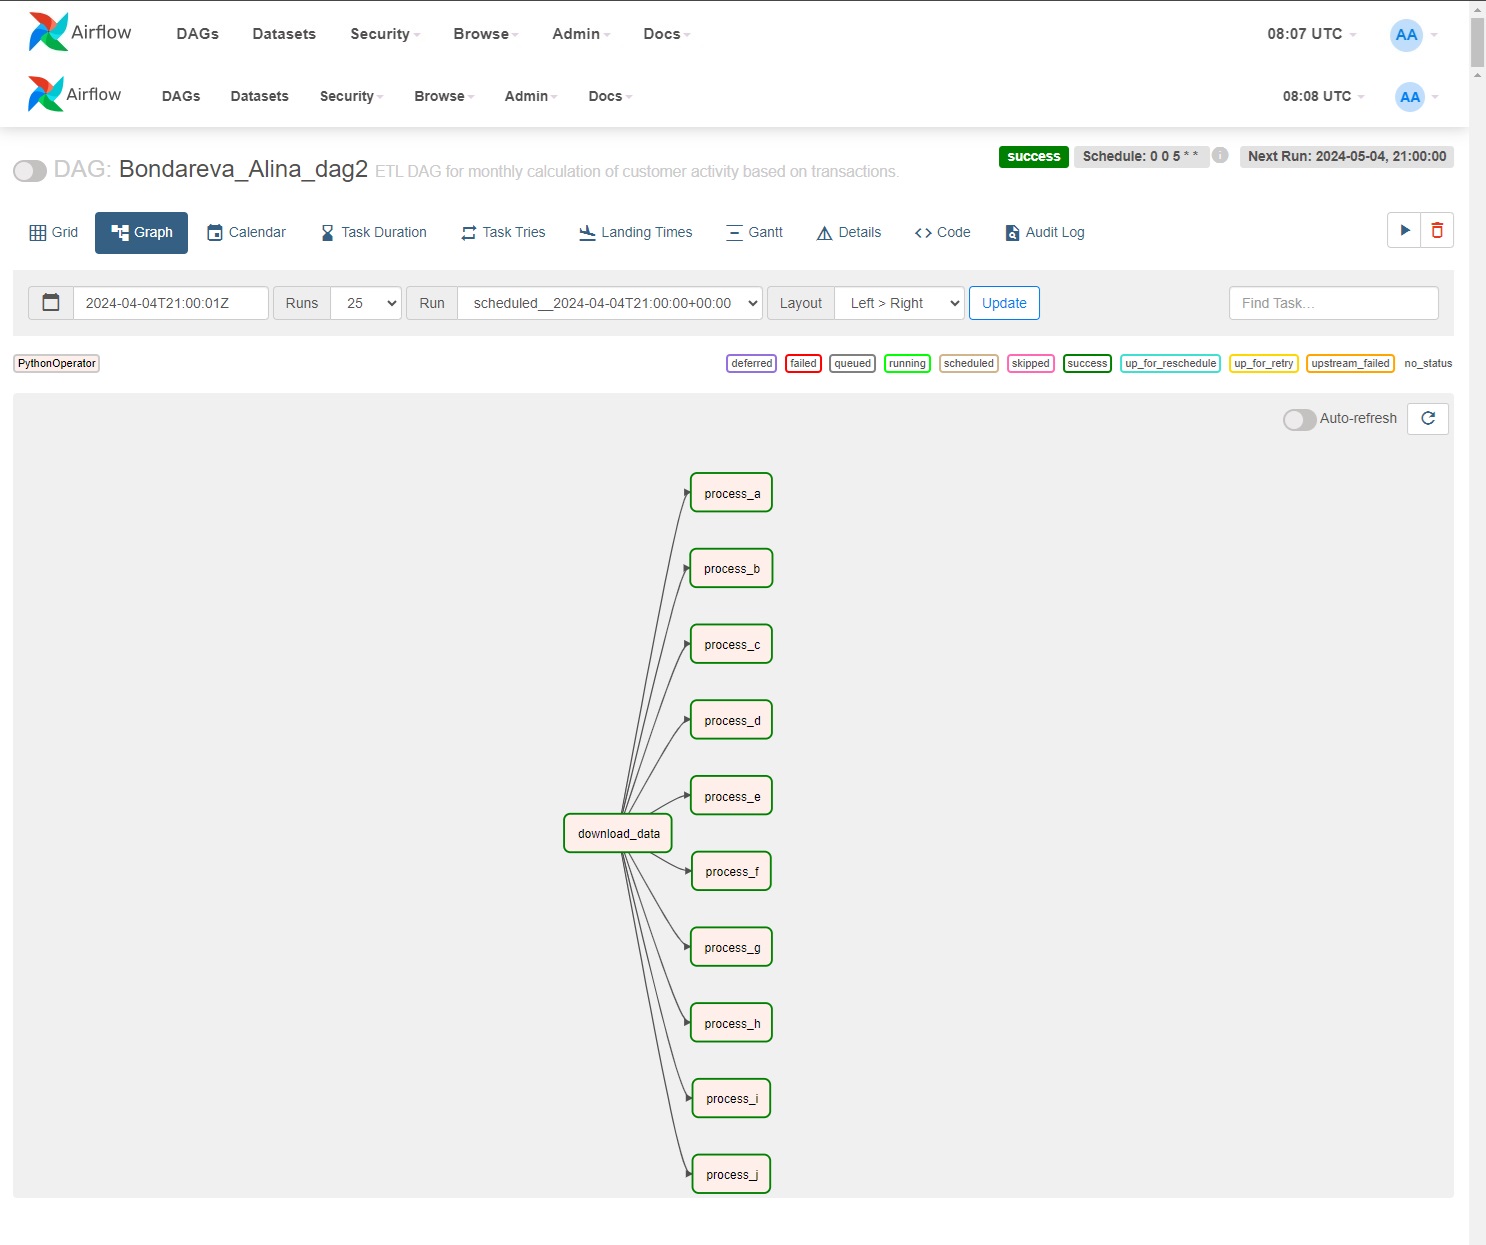 Airflow DAGs Datasets Security Browse Admin Docs 08:07 UTC AA
Airflow DAGs Datasets Security Browse Admin Docs 08:08 UTC AA
DAG: Bondareva_Alina_dag2 ETL DAG for monthly calculation of customer activity based on transactions. success Schedule: 0 0 5 * * i Next Run: 2024-05-04, 21:00:00
Grid Graph Calendar Task Duration Task Tries Landing Times Gantt Details Code Audit Log
2024-04-04T21:00:01Z Runs 25 Run scheduled__2024-04-04T21:00:00+00:00 Layout Left > Right Update Find Task...
PythonOperator deferred failed queued running scheduled skipped success up_for_reschedule up_for_retry upstream_failed no_status
Auto-refresh
process_a
process_b
process_c
process_d
process_e
download_data
process_f
process_g
process_h
process_i
process_j